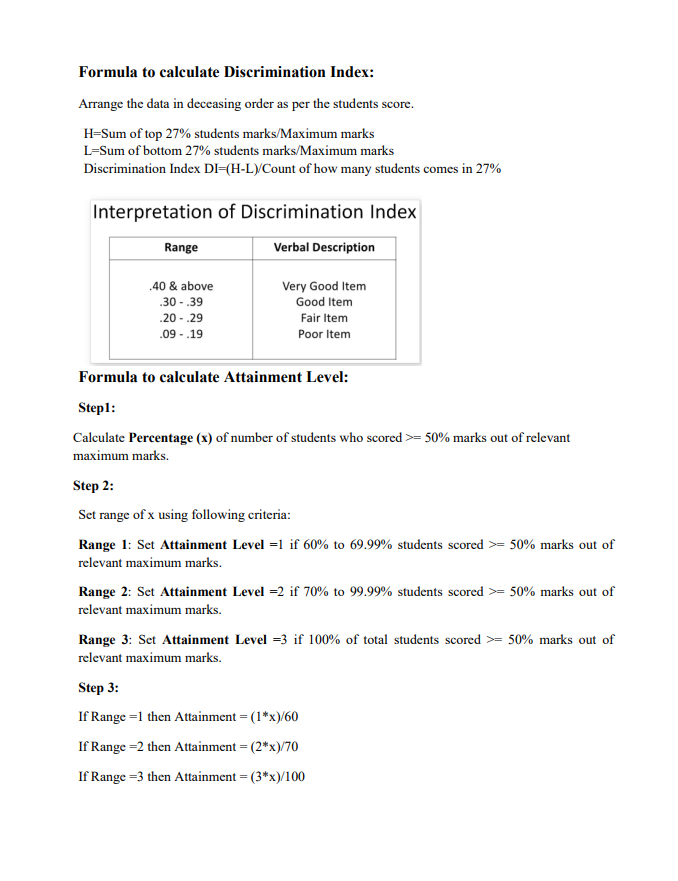 Formula to calculate Discrimination Index:
Arrange the data in deceasing order as per the students score.
H=Sum of top 27% students marks/Maximum marks
L=Sum of bottom 27% students marks/Maximum marks
Discrimination Index DI=(H-L)/Count of how many students comes in 27%
Interpretation of Discrimination Index
Range Verbal Description
.40 & above Very Good Item
.30 - .39 Good Item
.20 - .29 Fair Item
.09 - .19 Poor Item
Formula to calculate Attainment Level:
Step1:
Calculate Percentage (x) of number of students who scored >= 50% marks out of relevant
maximum marks.
Step 2:
Set range of x using following criteria:
Range 1: Set Attainment Level =1 if 60% to 69.99% students scored >= 50% marks out of
relevant maximum marks.
Range 2: Set Attainment Level =2 if 70% to 99.99% students scored >= 50% marks out of
relevant maximum marks.
Range 3: Set Attainment Level =3 if 100% of total students scored >= 50% marks out of
relevant maximum marks.
Step 3:
If Range =1 then Attainment = (1*x)/60
If Range =2 then Attainment = (2*x)/70
If Range =3 then Attainment = (3*x)/100